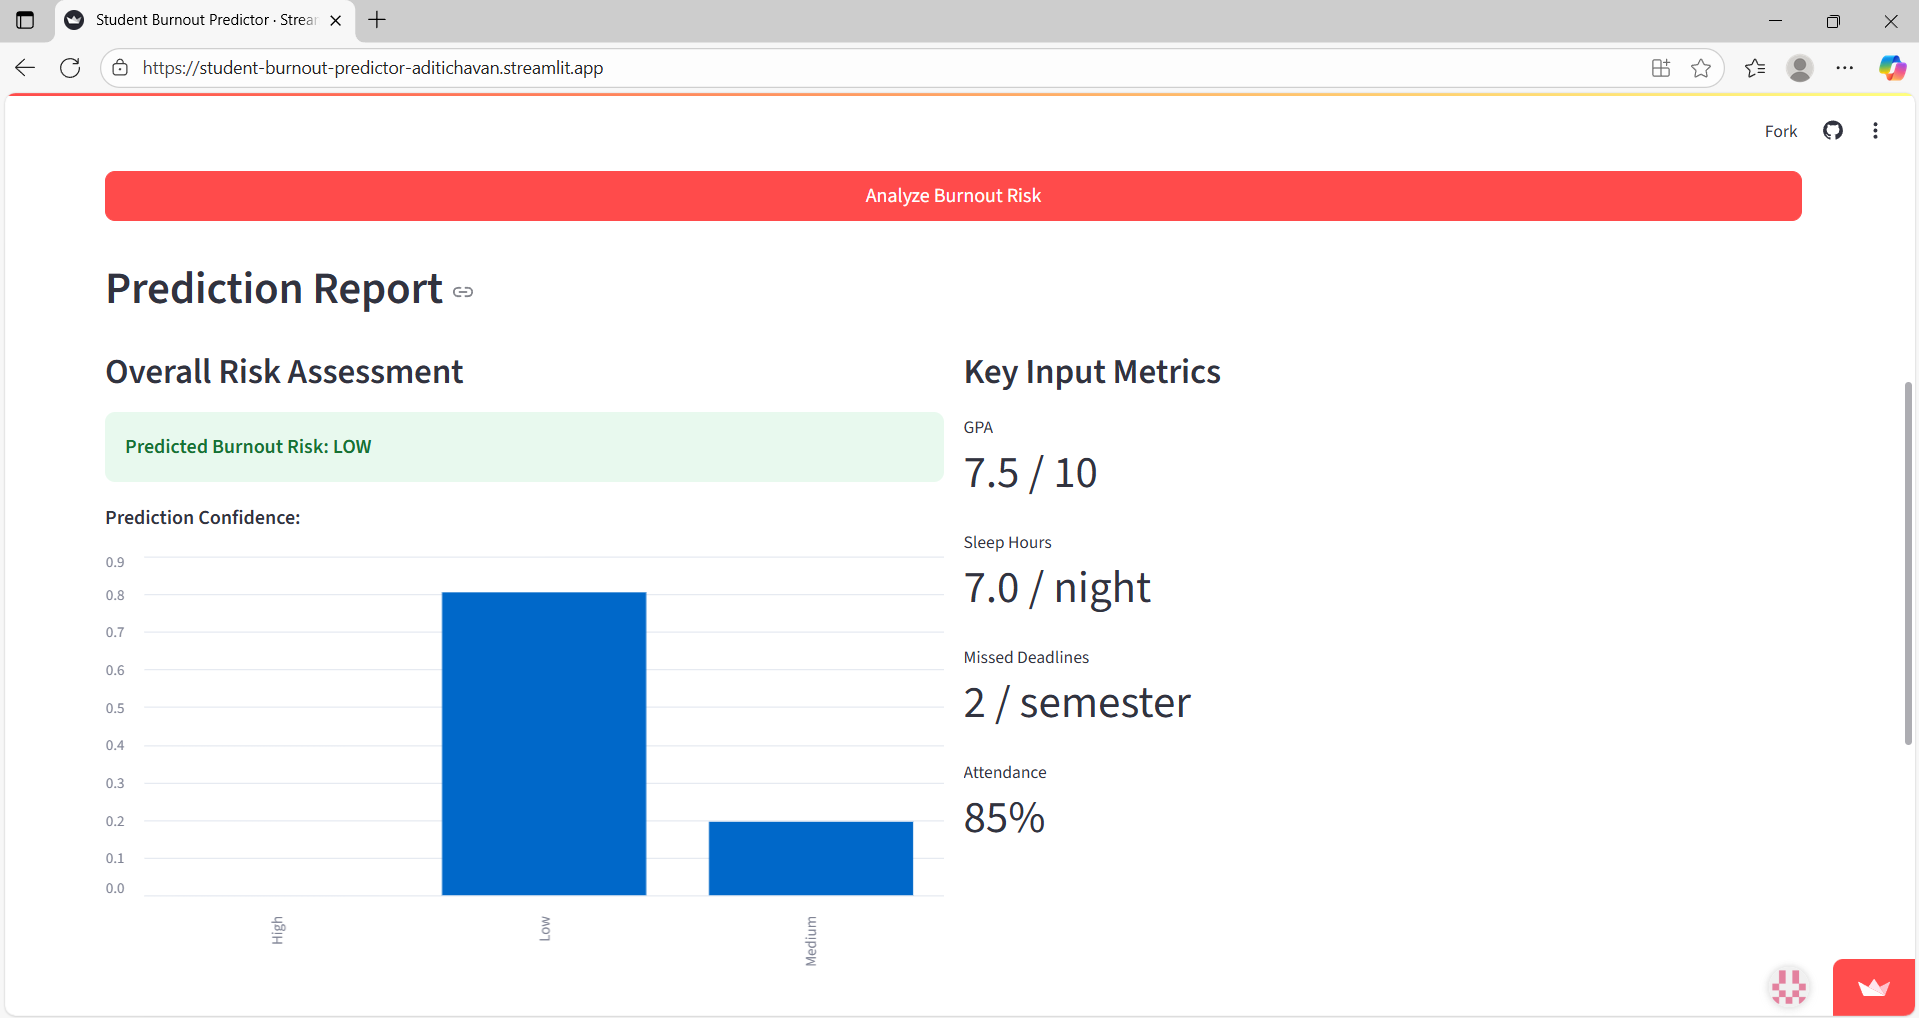 Student Burnout Predictor · Strea
https://student-burnout-predictor-aditichavan.streamlit.app
Fork
Analyze Burnout Risk
Prediction Report
Overall Risk Assessment
Predicted Burnout Risk: LOW
Prediction Confidence:
0.9
0.8
0.7
0.6
0.5
0.4
0.3
0.2
0.1
0.0
High
Low
Medium
Key Input Metrics
GPA
7.5 / 10
Sleep Hours
7.0 / night
Missed Deadlines
2 / semester
Attendance
85%